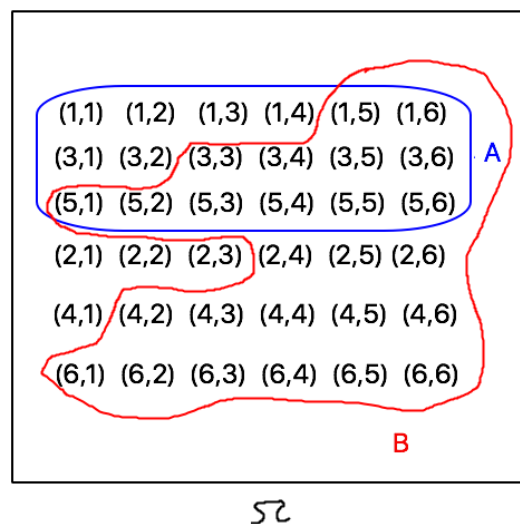 (1,1) (1,2) (1,3) (1,4) (1,5) (1,6)
(3,1) (3,2) (3,3) (3,4) (3,5) (3,6) A
(5,1) (5,2) (5,3) (5,4) (5,5) (5,6)
(2,1) (2,2) (2,3) (2,4) (2,5) (2,6)
(4,1) (4,2) (4,3) (4,4) (4,5) (4,6)
(6,1) (6,2) (6,3) (6,4) (6,5) (6,6)
B
Ω